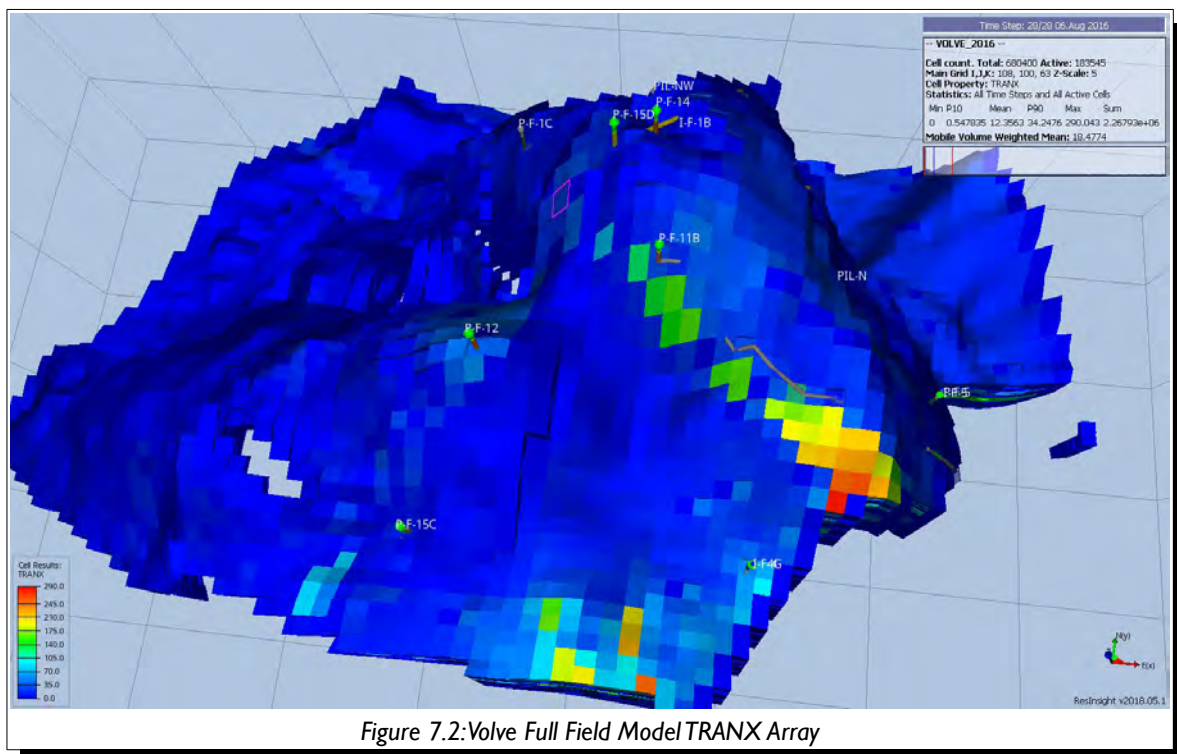 Time Step: 28/28 06.Aug 2016
-- VOLVE_2016 --
Cell count. Total: 680400 Active: 183545
Main Grid I,J,K: 108, 100, 63 Z-Scale: 5
Cell Property: TRANX
Statistics: All Time Steps and All Active Cells
Min P10 Mean P90 Max Sum
0 0.547835 12.3563 34.2476 290.043 2.26793e+06
Mobile Volume Weighted Mean: 18.4774
PIL-NW
P-F-14
P-F-15D
I-F-1B
P-F-1C
P-F-11B
PIL-N
P-F-12
P-F-15C
Cell Results:
TRANX
290.0
245.0
210.0
175.0
140.0
105.0
70.0
35.0
0.0
N(y)
E(x)
ResInsight v2018.05.1
Figure 7.2: Volve Full Field Model TRANX Array